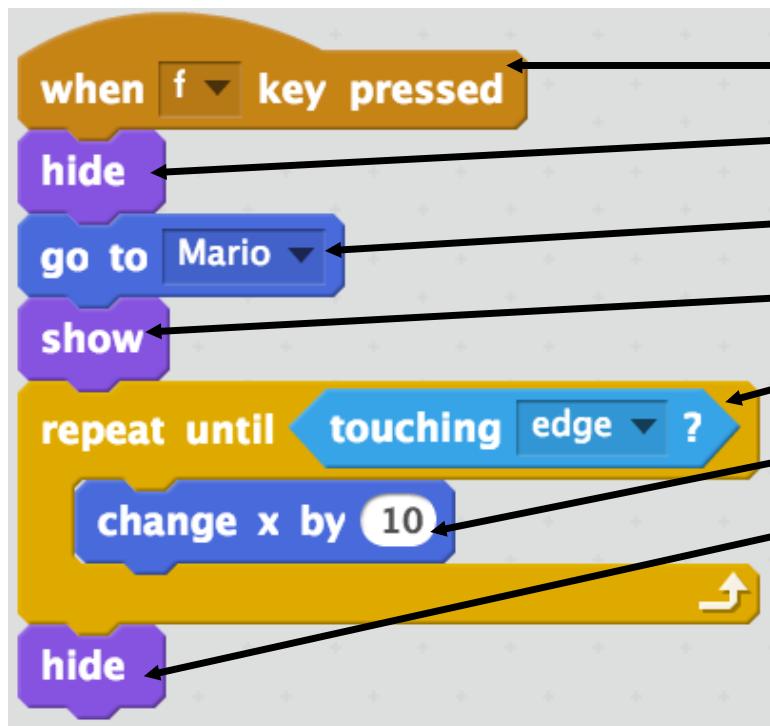 when f key pressed
hide
go to Mario
show
repeat until touching edge ?
change x by 10
hide